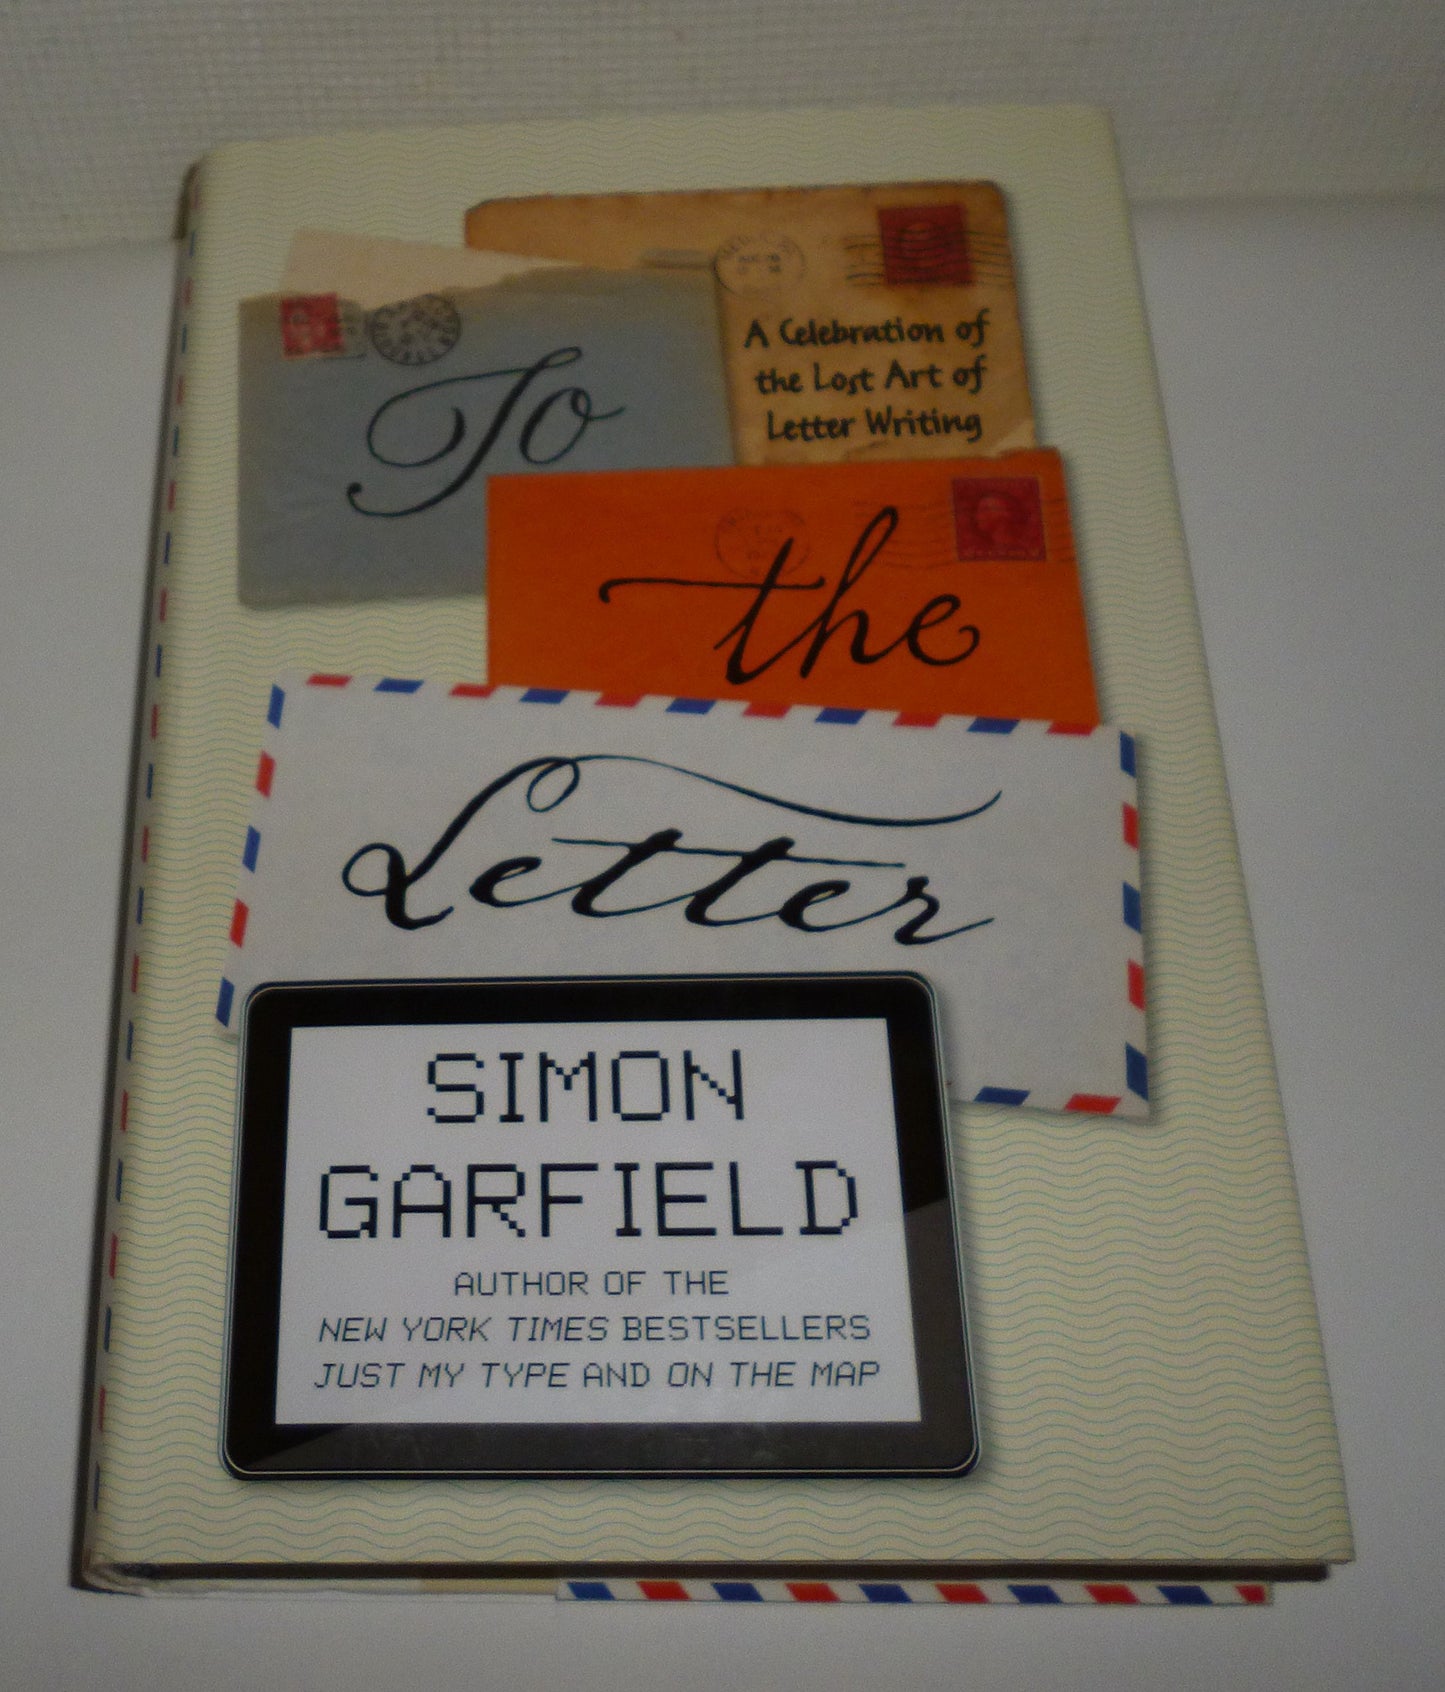 To
A Celebration of
the Lost Art of
Letter Writing
the
Letter
SIMON
GARFIELD
AUTHOR OF THE
NEW YORK TIMES BESTSELLERS
JUST MY TYPE AND ON THE MAP